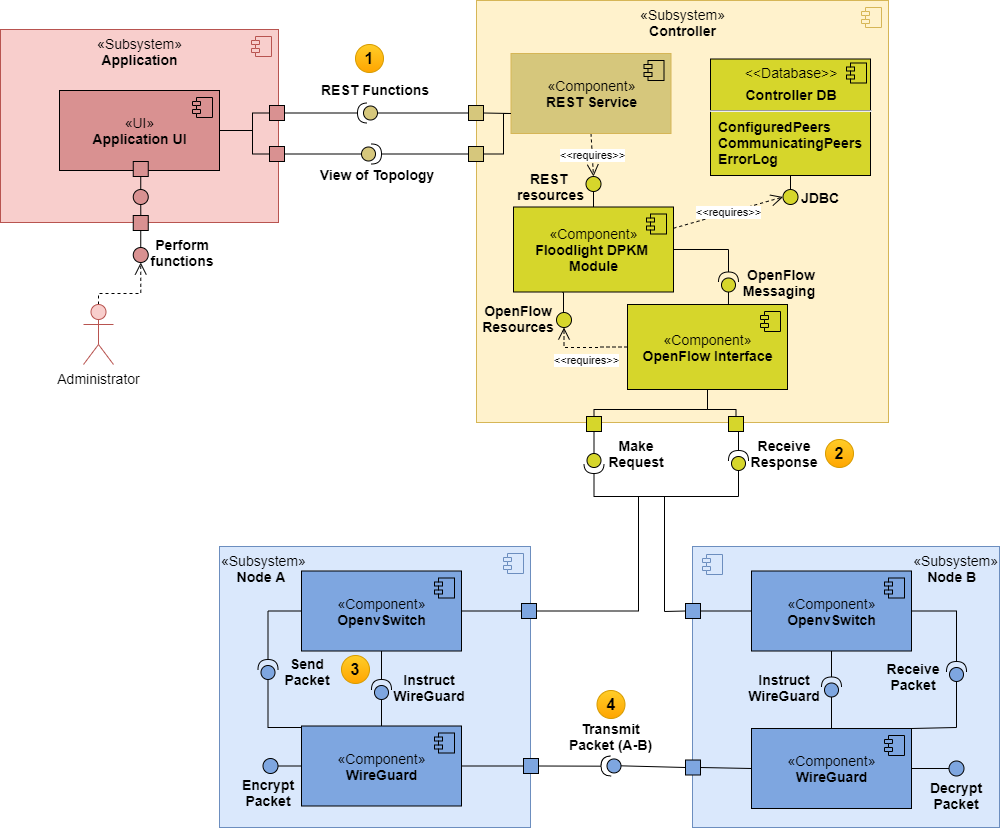 «Subsystem»
Application
«UI»
Application UI
Perform
functions
Administrator
1
REST Functions
View of Topology
«Subsystem»
Controller
«Component»
REST Service
<<Database>>
Controller DB
ConfiguredPeers
CommunicatingPeers
ErrorLog
<<requires>>
REST
resources
JDBC
<<requires>>
«Component»
Floodlight DPKM
Module
OpenFlow
Messaging
OpenFlow
Resources
<<requires>>
«Component»
OpenFlow Interface
Make
Request
Receive
Response
2
«Subsystem»
Node A
«Component»
OpenvSwitch
Send
Packet
3
Instruct
WireGuard
«Component»
WireGuard
Encrypt
Packet
4
Transmit
Packet (A-B)
«Subsystem»
Node B
«Component»
OpenvSwitch
Instruct
WireGuard
Receive
Packet
«Component»
WireGuard
Decrypt
Packet